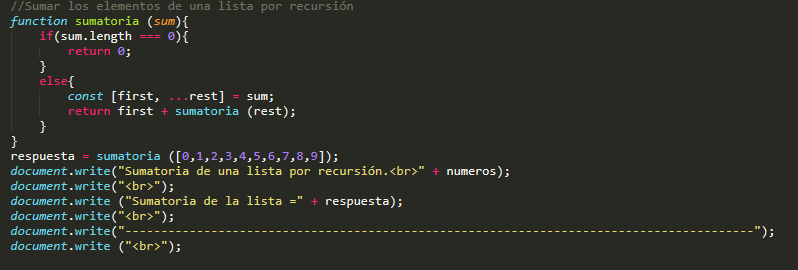 //Sumar los elementos de una lista por recursión
function sumatoria (sum){
if(sum.length === 0){
return 0;
}
else{
const [first, ...rest] = sum;
return first + sumatoria (rest);
}
}
respuesta = sumatoria ([0,1,2,3,4,5,6,7,8,9]);
document.write("Sumatoria de una lista por recursión.<br>" + numeros);
document.write("<br>");
document.write ("Sumatoria de la lista =" + respuesta);
document.write("<br>");
document.write("----------------------------------------------------------------------------------------");
document.write ("<br>");